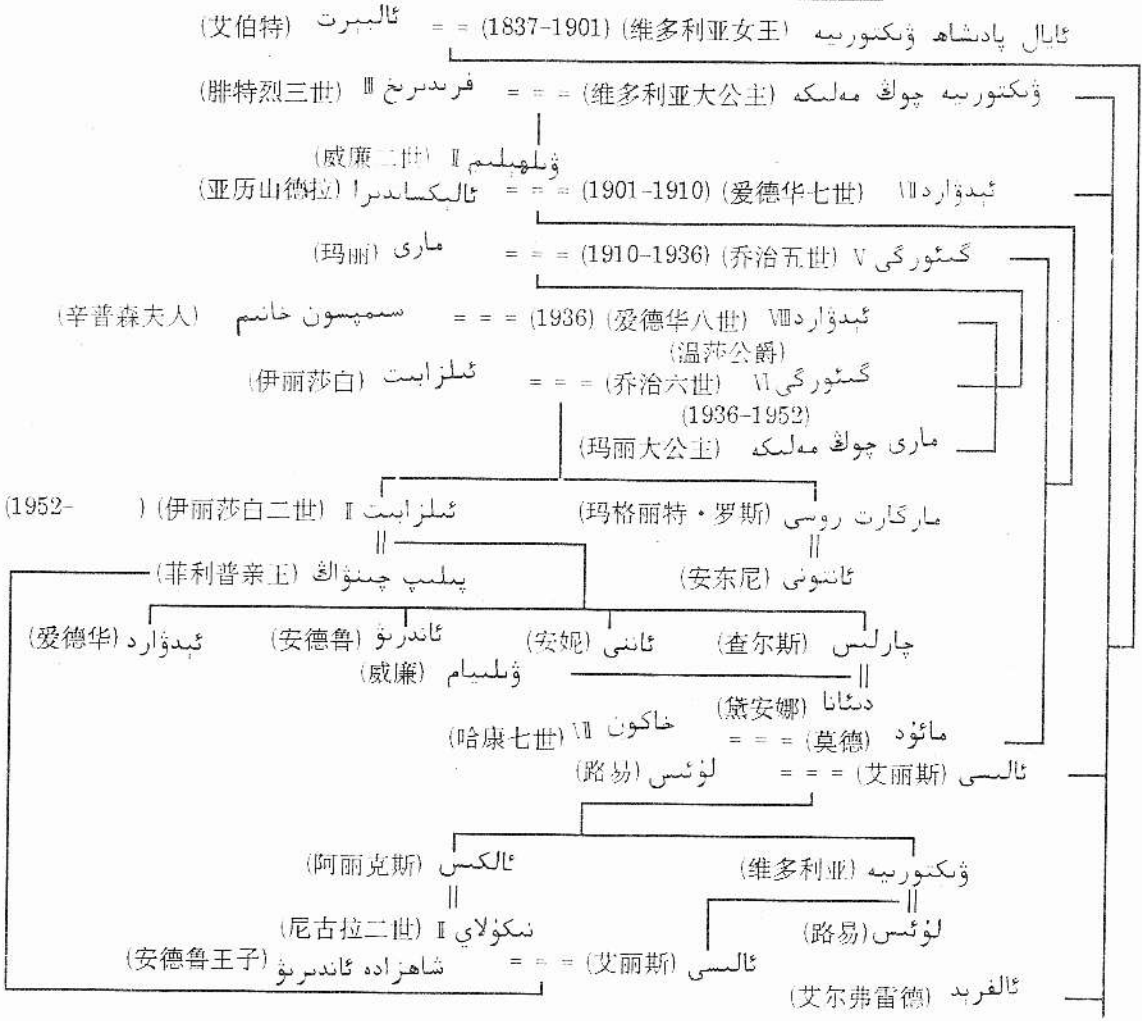 ئايال پادىشاھ ۋىكتورىيە (维多利亚女王) (1837-1901) = = ئالبېرت (艾伯特)
ۋىكتورىيە چوڭ مەلىكە (维多利亚大公主) = = = فرىدىرىخ Ⅲ (腓特烈三世)
ۋىلھېلىم Ⅱ (威廉二世)
ئېدۋارد Ⅶ (爱德华七世) (1901-1910) = = = ئالېكساندىرا (亚历山德拉)
گىئورگى Ⅴ (乔治五世) (1910-1936) = = = مارى (玛丽)
ئېدۋارد Ⅷ (爱德华八世) (1936) = = = سىمپسون خانىم (辛普森夫人)
(温莎公爵)
گىئورگى Ⅵ (乔治六世) = = = ئىلزابىت (伊丽莎白)
(1936-1952)
مارى چوڭ مەلىكە (玛丽大公主)
مارگارت روسى (玛格丽特·罗斯) ئىلزابىت Ⅱ (伊丽莎白二世) (1952- )
ئانتونى (安东尼) پىلىپ چىنۋاڭ (菲利普亲王)
چارلىس (查尔斯) ئاننى (安妮) ئاندرىۋ (安德鲁) ئېدۋارد (爱德华)
ۋىليىام (威廉)
دىئانا (黛安娜)
مائۇد (莫德) = = = خاكون Ⅶ (哈康七世)
ئالىسى (艾丽斯) = = = لۇئىس (路易)
ۋىكتورىيە (维多利亚) ئالكىس (阿丽克斯)
لۇئىس (路易) نىكولاي Ⅱ (尼古拉二世)
ئالىسى (艾丽斯) = = = شاھزادە ئاندىرىۋ (安德鲁王子)
ئالفرېد (艾尔弗雷德)